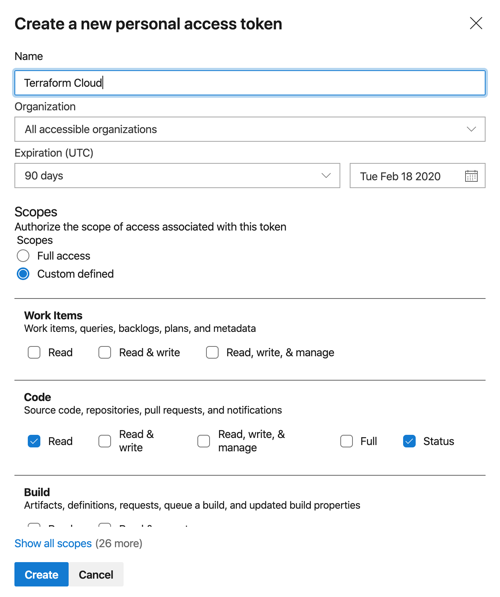 Create a new personal access token
Name
Terraform Cloud
Organization
All accessible organizations
Expiration (UTC)
90 days
Tue Feb 18 2020
Scopes
Authorize the scope of access associated with this token
Scopes
Full access
Custom defined
Work Items
Work items, queries, backlogs, plans, and metadata
Read Read & write Read, write, & manage
Code
Source code, repositories, pull requests, and notifications
Read Read & write Read, write, & manage Full Status
Build
Artifacts, definitions, requests, queue a build, and updated build properties
Show all scopes (26 more)
Create Cancel